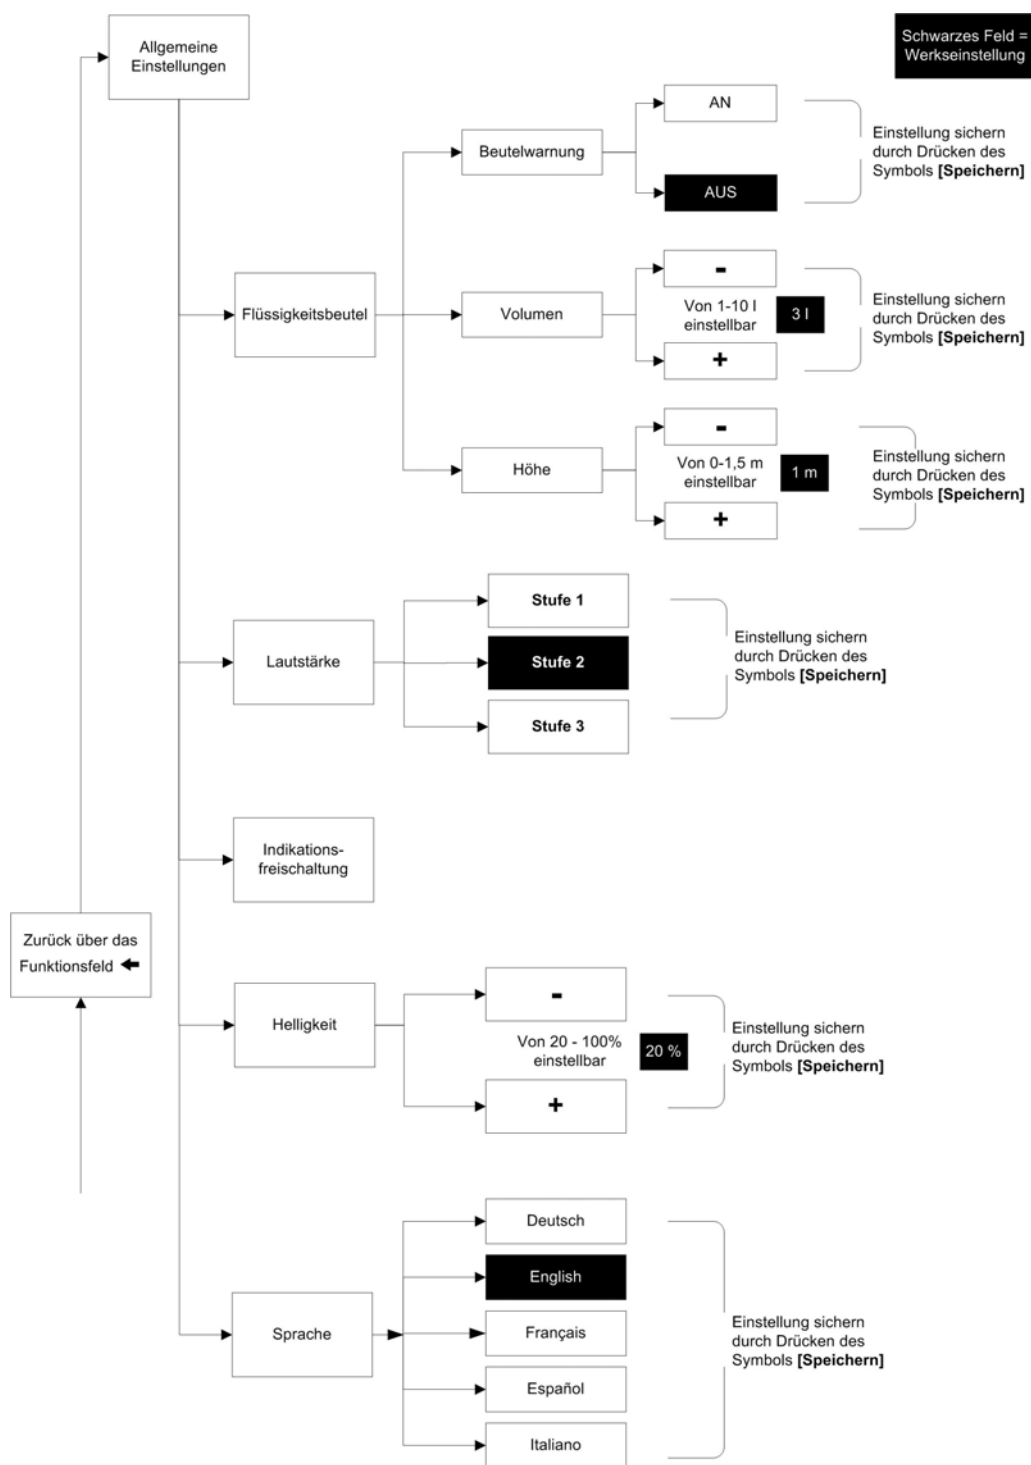 Allgemeine
Einstellungen
Schwarzes Feld =
Werkseinstellung
Beutelwarnung
AN
AUS
Einstellung sichern
durch Drücken des
Symbols [Speichern]
Flüssigkeitsbeutel
Volumen
-
Von 1-10 l
einstellbar
3 l
+
Einstellung sichern
durch Drücken des
Symbols [Speichern]
Höhe
-
Von 0-1,5 m
einstellbar
1 m
+
Einstellung sichern
durch Drücken des
Symbols [Speichern]
Lautstärke
Stufe 1
Stufe 2
Stufe 3
Einstellung sichern
durch Drücken des
Symbols [Speichern]
Indikations-
freischaltung
Zurück über das
Funktionsfeld
Helligkeit
-
Von 20 - 100%
einstellbar
20 %
+
Einstellung sichern
durch Drücken des
Symbols [Speichern]
Sprache
Deutsch
English
Français
Español
Italiano
Einstellung sichern
durch Drücken des
Symbols [Speichern]